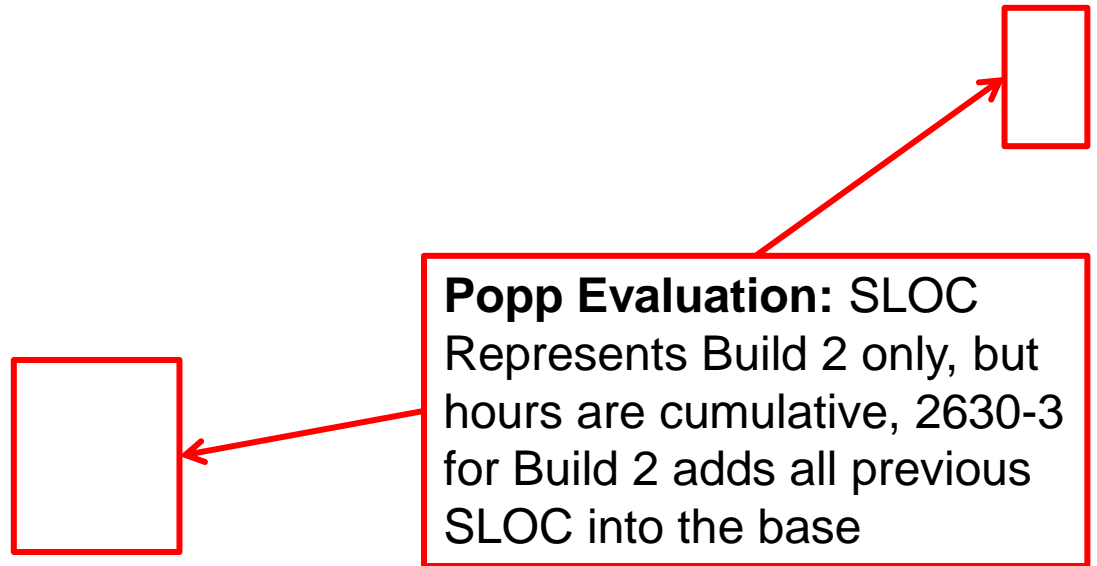 Popp Evaluation: SLOC
Represents Build 2 only, but
hours are cumulative, 2630-3
for Build 2 adds all previous
SLOC into the base